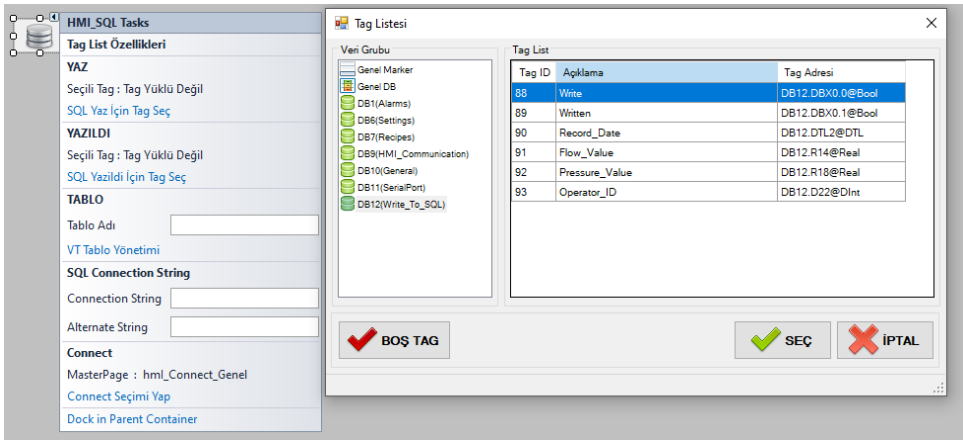 HMI_SQL Tasks
Tag List Özellikleri
YAZ
Seçili Tag : Tag Yüklü Değil
SQL Yaz İçin Tag Seç
YAZILDI
Seçili Tag : Tag Yüklü Değil
SQL Yazildi İçin Tag Seç
TABLO
Tablo Adı
VT Tablo Yönetimi
SQL Connection String
Connection String
Alternate String
Connect
MasterPage : hml_Connect_Genel
Connect Seçimi Yap
Dock in Parent Container
Tag Listesi
Veri Grubu
Genel Marker
Genel DB
DB1(Alarms)
DB6(Settings)
DB7(Recipes)
DB9(HMI_Communication)
DB10(General)
DB11(SerialPort)
DB12(Write_To_SQL)
Tag List
Tag ID Açıklama Tag Adresi
88 Write DB12.DBX0.0@Bool
89 Written DB12.DBX0.1@Bool
90 Record_Date DB12.DTL2@DTL
91 Flow_Value DB12.R14@Real
92 Pressure_Value DB12.R18@Real
93 Operator_ID DB12.D22@DInt
BOŞ TAG
SEÇ
İPTAL